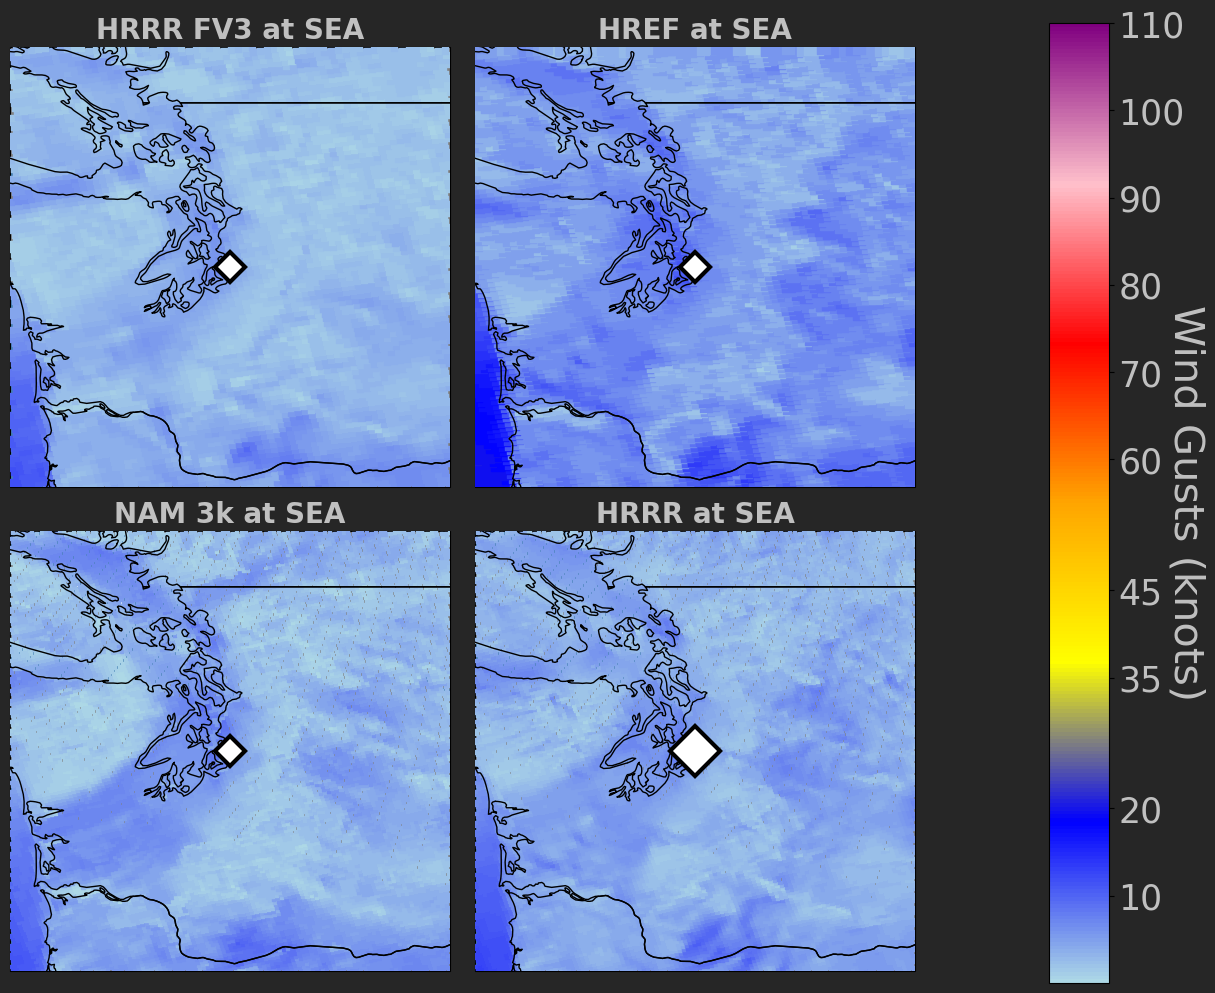 HRRR FV3 at SEA
HREF at SEA
NAM 3k at SEA
HRRR at SEA
110
100
90
80
70
60
45
35
20
10
Wind Gusts (knots)